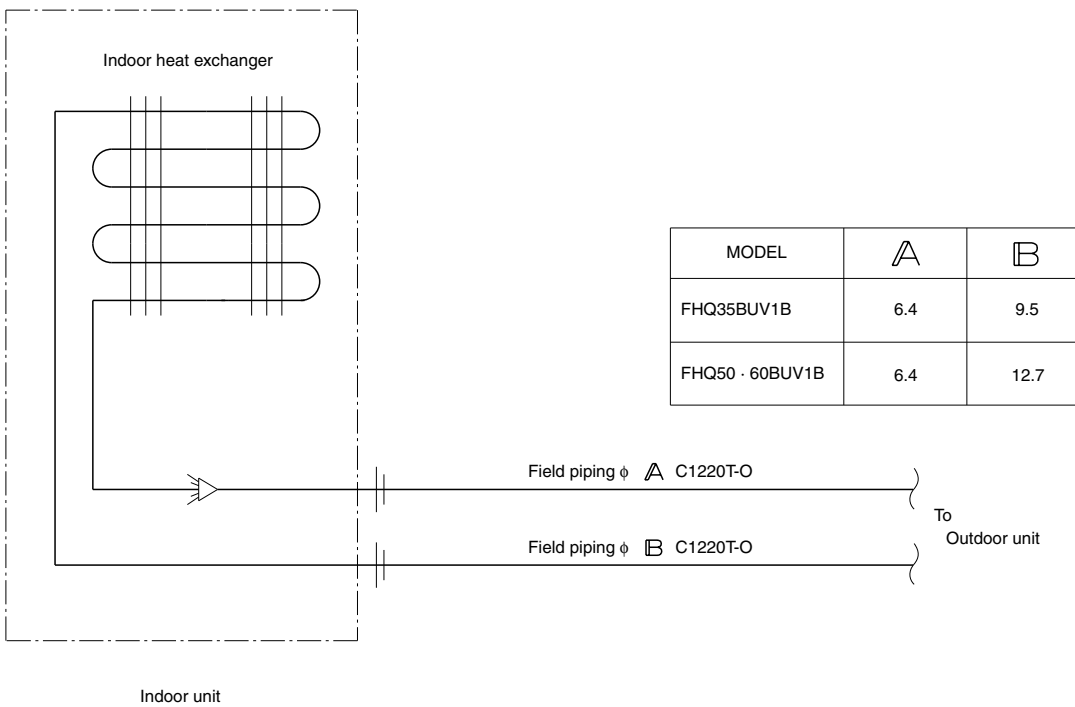 Indoor heat exchanger
MODEL A B
FHQ35BUV1B 6.4 9.5
FHQ50 · 60BUV1B 6.4 12.7
Field piping ϕ A C1220T-O
To
Outdoor unit
Field piping ϕ B C1220T-O
Indoor unit